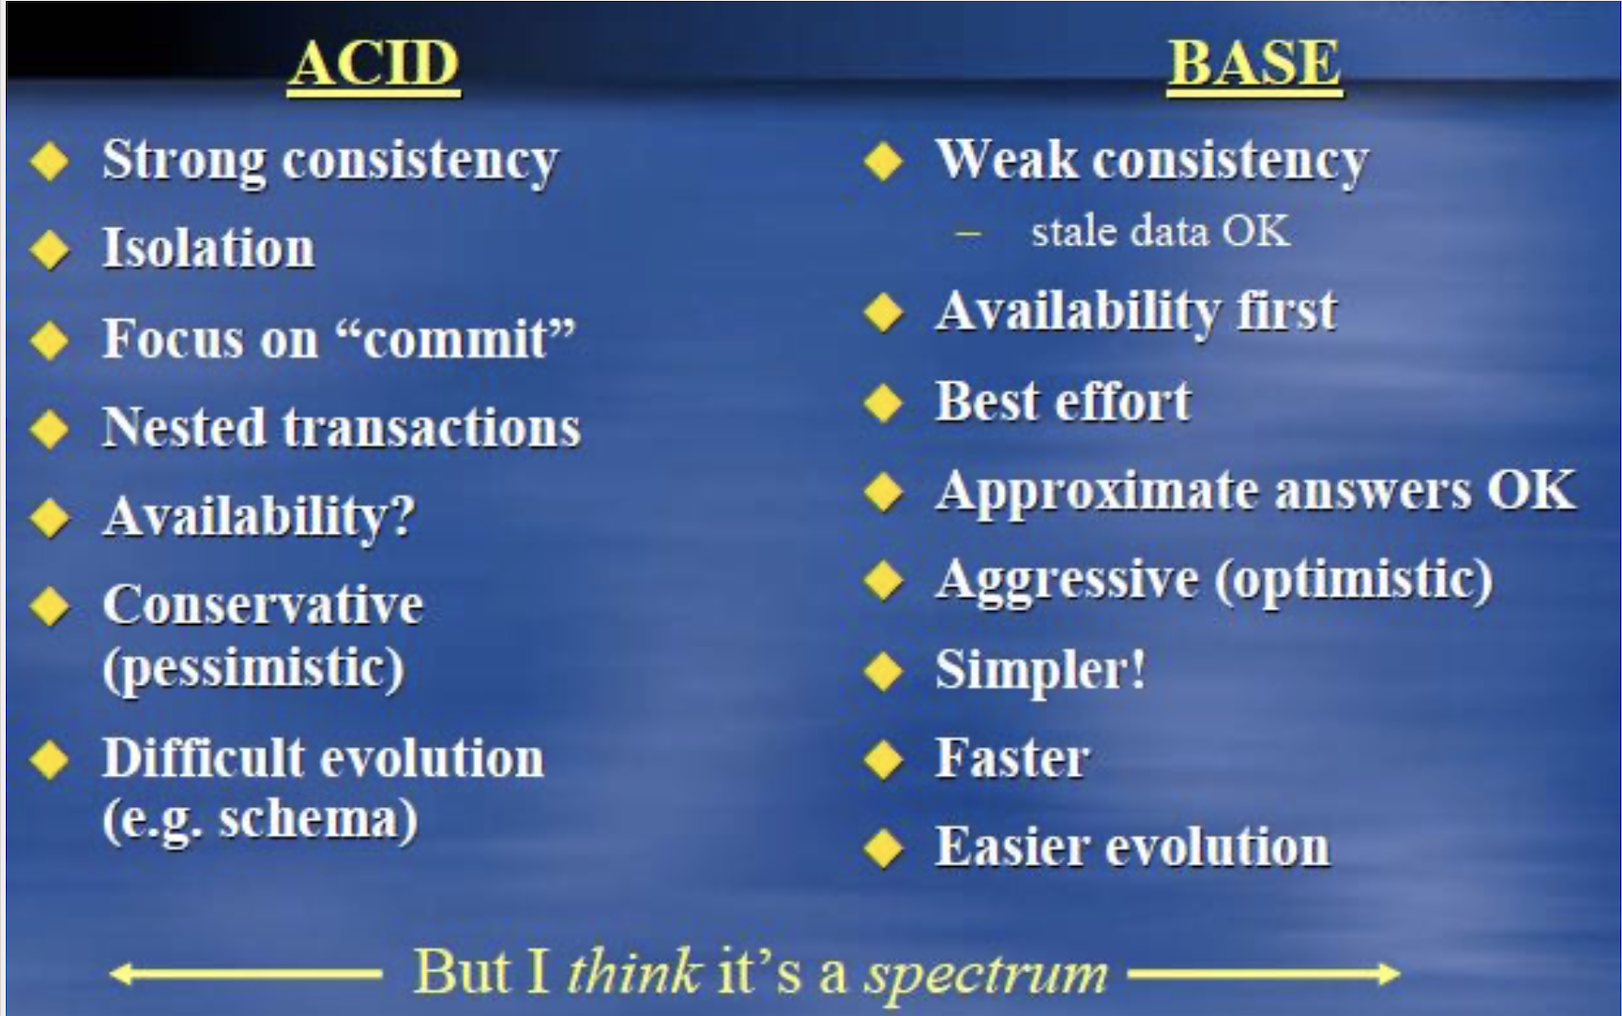 ACID
Strong consistency
Isolation
Focus on “commit”
Nested transactions
Availability?
Conservative
(pessimistic)
Difficult evolution
(e.g. schema)
BASE
Weak consistency
– stale data OK
Availability first
Best effort
Approximate answers OK
Aggressive (optimistic)
Simpler!
Faster
Easier evolution
But I think it’s a spectrum